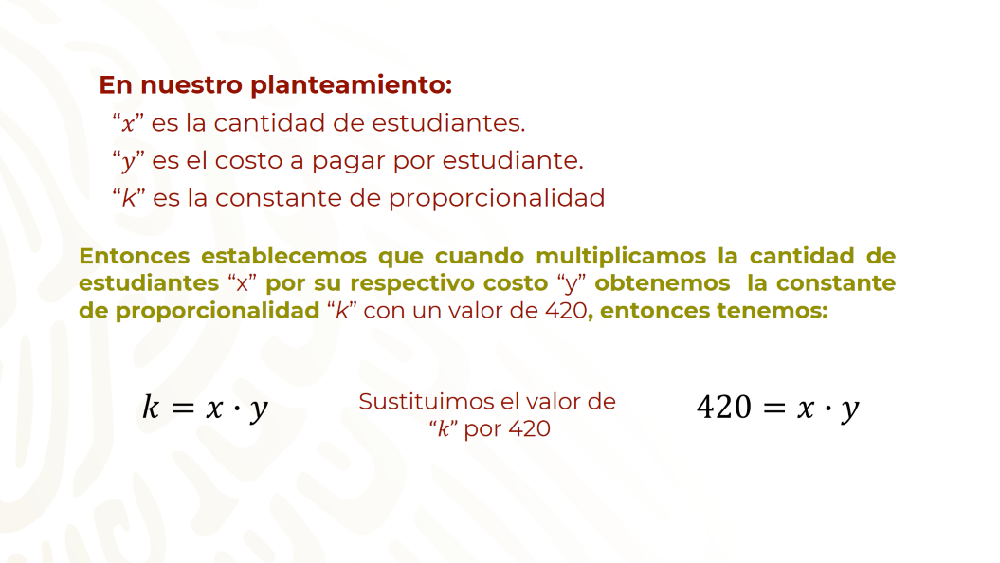 En nuestro planteamiento:
“x” es la cantidad de estudiantes.
“y” es el costo a pagar por estudiante.
“k” es la constante de proporcionalidad
Entonces establecemos que cuando multiplicamos la cantidad de
estudiantes “x” por su respectivo costo “y” obtenemos la constante
de proporcionalidad “k” con un valor de 420, entonces tenemos:
k = x · y
Sustituimos el valor de
“k” por 420
420 = x · y